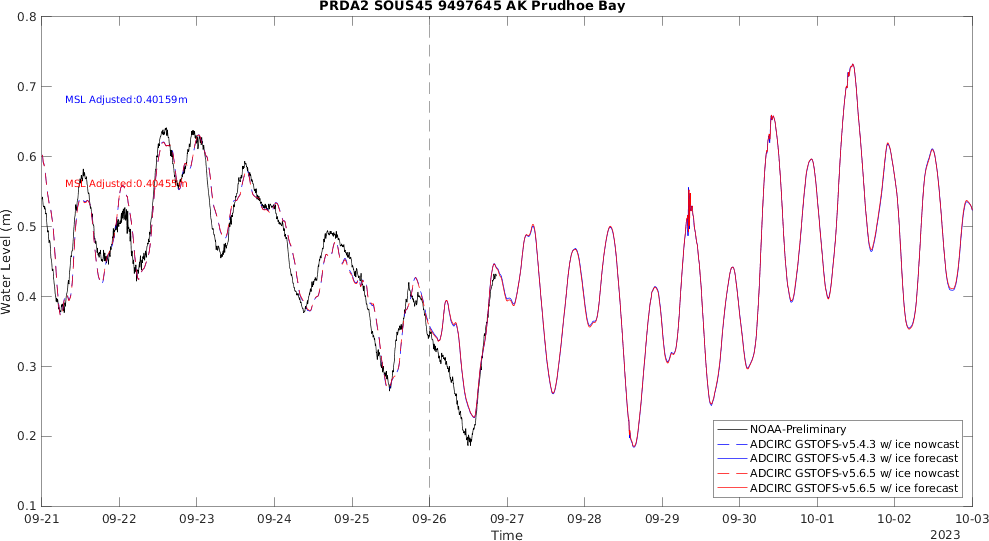 PRDA2 SOUS45 9497645 AK Prudhoe Bay
0.8
0.7
0.6
0.5
0.4
0.3
0.2
0.1
Water Level (m)
MSL Adjusted:0.40159m
MSL Adjusted:0.40455m
NOAA-Preliminary
ADCIRC GSTOFS-v5.4.3 w/ ice nowcast
ADCIRC GSTOFS-v5.4.3 w/ ice forecast
ADCIRC GSTOFS-v5.6.5 w/ ice nowcast
ADCIRC GSTOFS-v5.6.5 w/ ice forecast
09-21 09-22 09-23 09-24 09-25 09-26 09-27 09-28 09-29 09-30 10-01 10-02 10-03
Time
2023